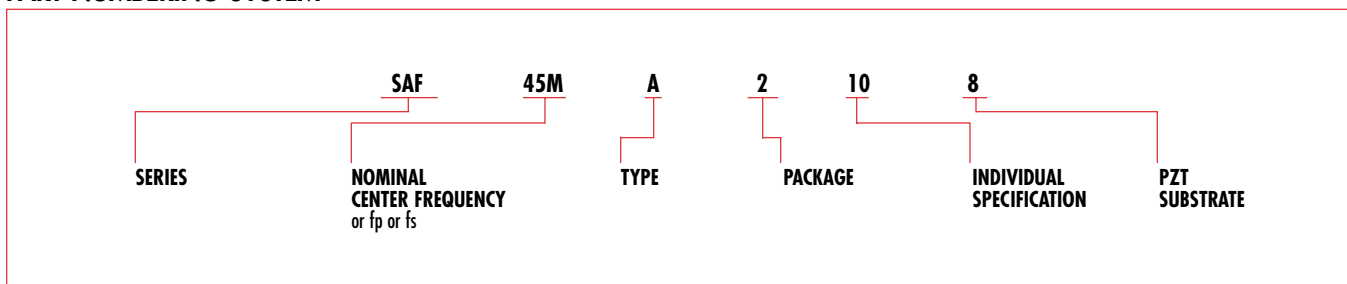 SAF 45M A 2 10 8
SERIES
NOMINAL
CENTER FREQUENCY
or fp or fs
TYPE
PACKAGE
INDIVIDUAL
SPECIFICATION
PZT
SUBSTRATE